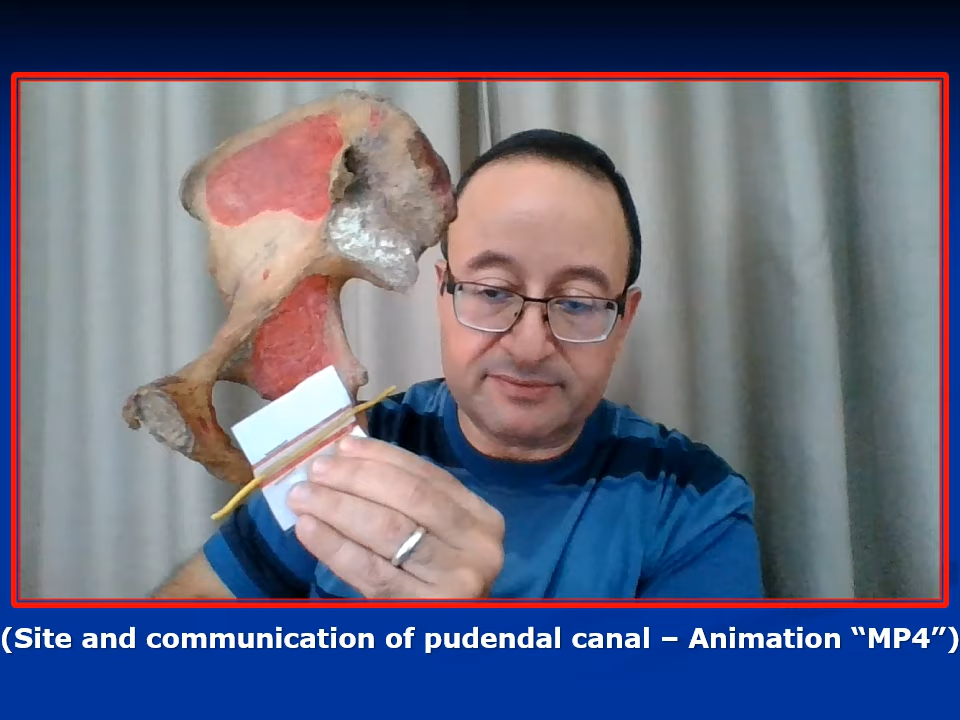 (Site and communication of pudendal canal – Animation “MP4”)